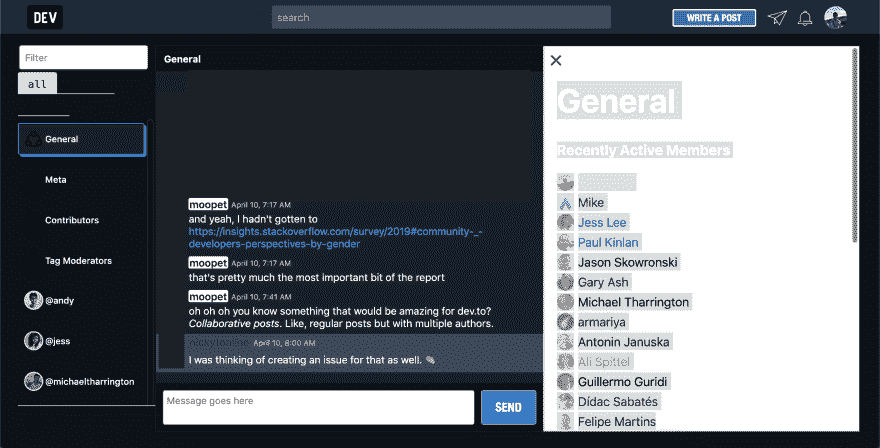 DEV
search
WRITE A POST
Filter
all
General
Meta
Contributors
Tag Moderators
@andy
@jess
@michaeltharrington
General
moopet April 10, 7:17 AM
and yeah, I hadn't gotten to
https://insights.stackoverflow.com/survey/2019#community-_-
developers-perspectives-by-gender
moopet April 10, 7:17 AM
that's pretty much the most important bit of the report
moopet April 10, 7:41 AM
oh oh oh you know something that would be amazing for dev.to?
Collaborative posts. Like, regular posts but with multiple authors.
April 10, 8:00 AM
I was thinking of creating an issue for that as well.
Message goes here
SEND
General
Recently Active Members
Mike
Jess Lee
Paul Kinlan
Jason Skowronski
Gary Ash
Michael Tharrington
armariya
Antonin Januska
Ali Spittel
Guillermo Guridi
Dídac Sabatés
Felipe Martins